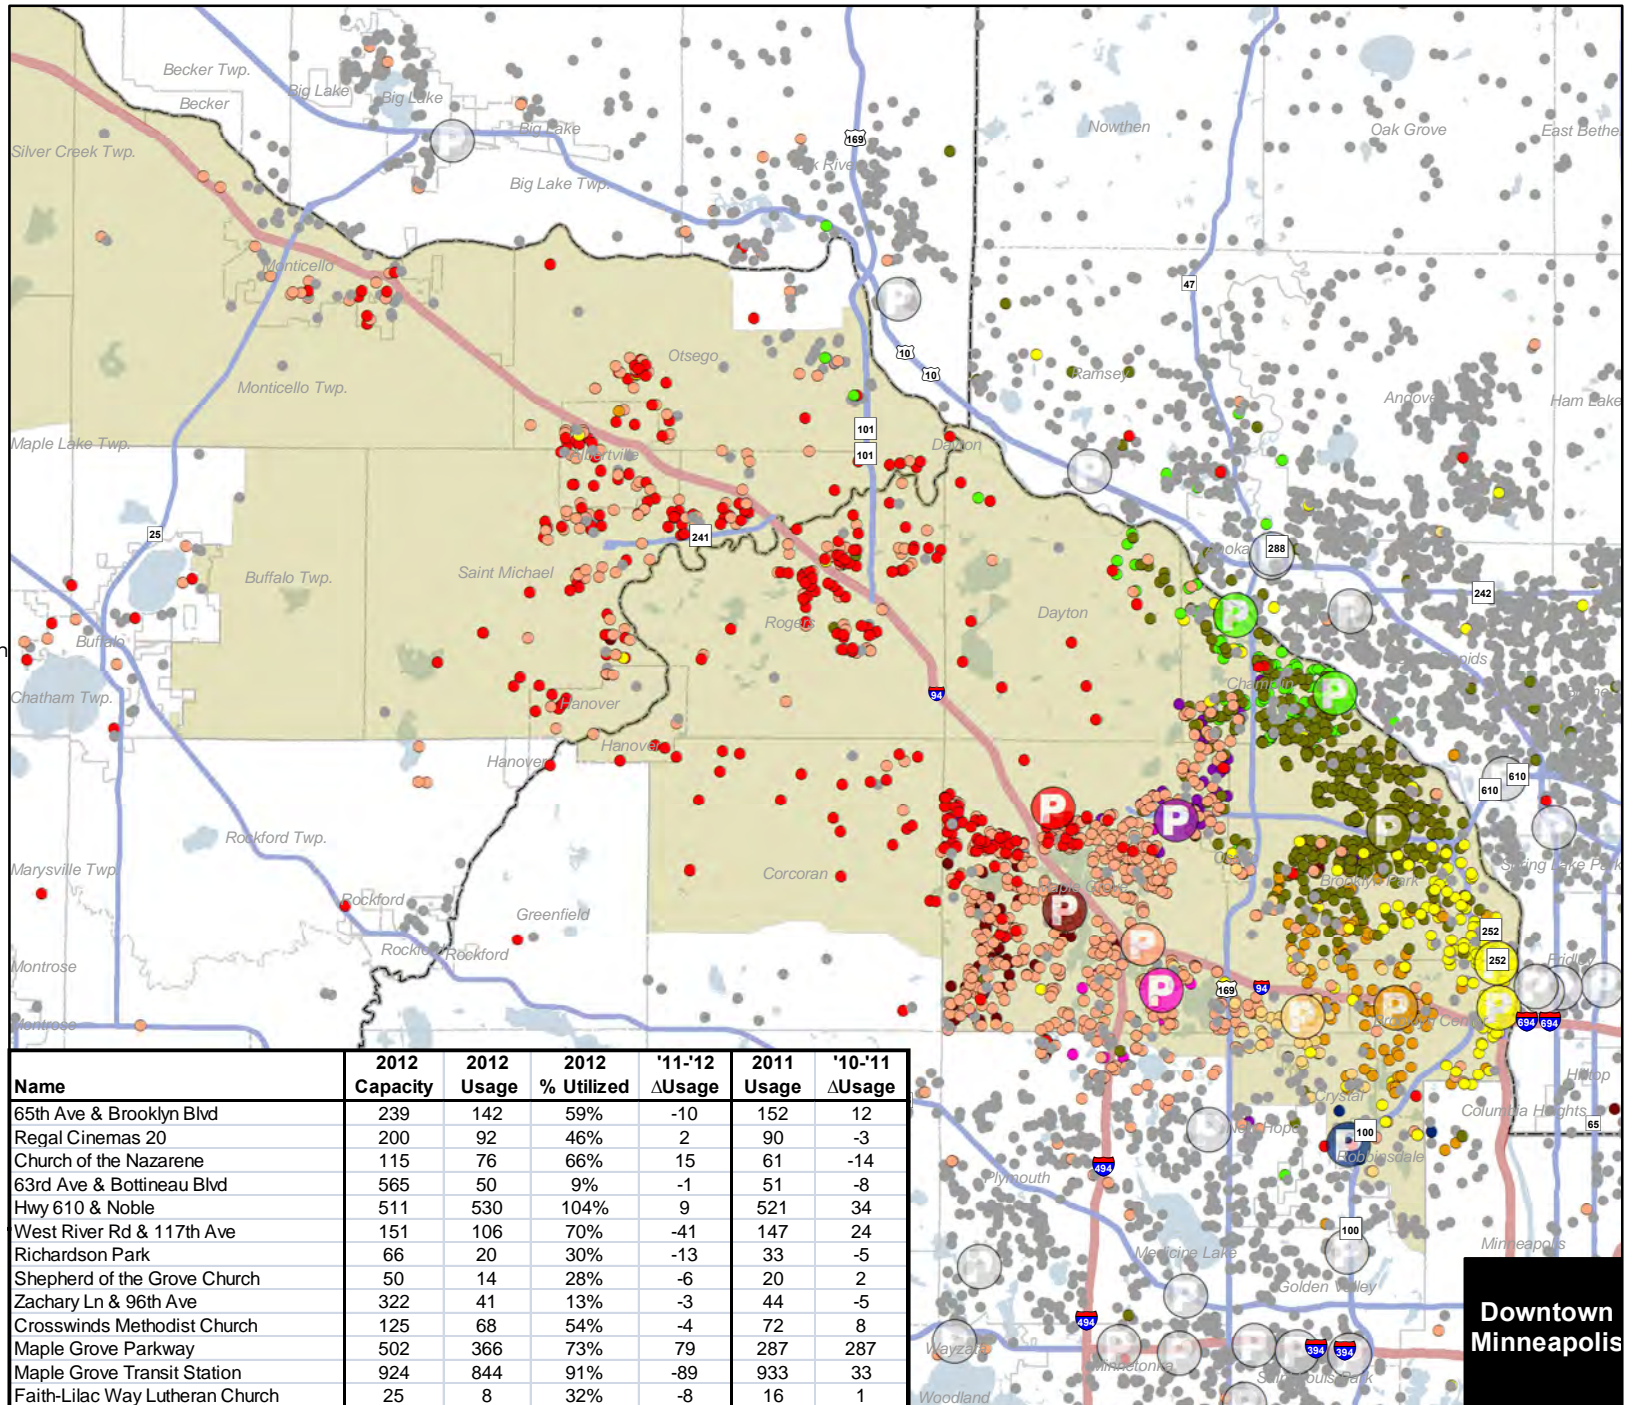 Becker Twp.
Becker
Big Lake
Big Lake
Big Lake
Big Lake Twp.
Silver Creek Twp.
169
Nowthen
Oak Grove
East Bethe
Monticello
47
10
10
Otsego
Ramsey
Andover
Ham Lake
Monticello Twp.
Maple Lake Twp.
101
101
Dayton
Albertville
25
241
288
242
Buffalo Twp.
Saint Michael
Dayton
Rogers
Buffalo
Chatham Twp.
Champlin
94
Hanover
Hanover
Hanover
610
610
P
P
P
P
P
Rockford Twp.
Marysville Twp.
Corcoran
Maple Grove
Brooklyn Park
Spring Lake Park
Rockford
Greenfield
Rockford
Rockford
P
P
P
252
252
Fridley
Montrose
Montrose
169
94
P
P
Brooklyn Center
694
694
Hilltop
Crystal
Columbia Heights
65
New Hope
100
Robbinsdale
494
Plymouth
100
Medicine Lake
Minneapolis
Golden Valley
494
Wayzata
Minnetonka
394
394
Saint Louis Park
Woodland
Downtown
Minneapolis
Name 2012 Capacity 2012 Usage 2012 % Utilized '11-'12 ΔUsage 2011 Usage '10-'11 ΔUsage
65th Ave & Brooklyn Blvd 239 142 59% -10 152 12
Regal Cinemas 20 200 92 46% 2 90 -3
Church of the Nazarene 115 76 66% 15 61 -14
63rd Ave & Bottineau Blvd 565 50 9% -1 51 -8
Hwy 610 & Noble 511 530 104% 9 521 34
West River Rd & 117th Ave 151 106 70% -41 147 24
Richardson Park 66 20 30% -13 33 -5
Shepherd of the Grove Church 50 14 28% -6 20 2
Zachary Ln & 96th Ave 322 41 13% -3 44 -5
Crosswinds Methodist Church 125 68 54% -4 72 8
Maple Grove Parkway 502 366 73% 79 287 287
Maple Grove Transit Station 924 844 91% -89 933 33
Faith-Lilac Way Lutheran Church 25 8 32% -8 16 1